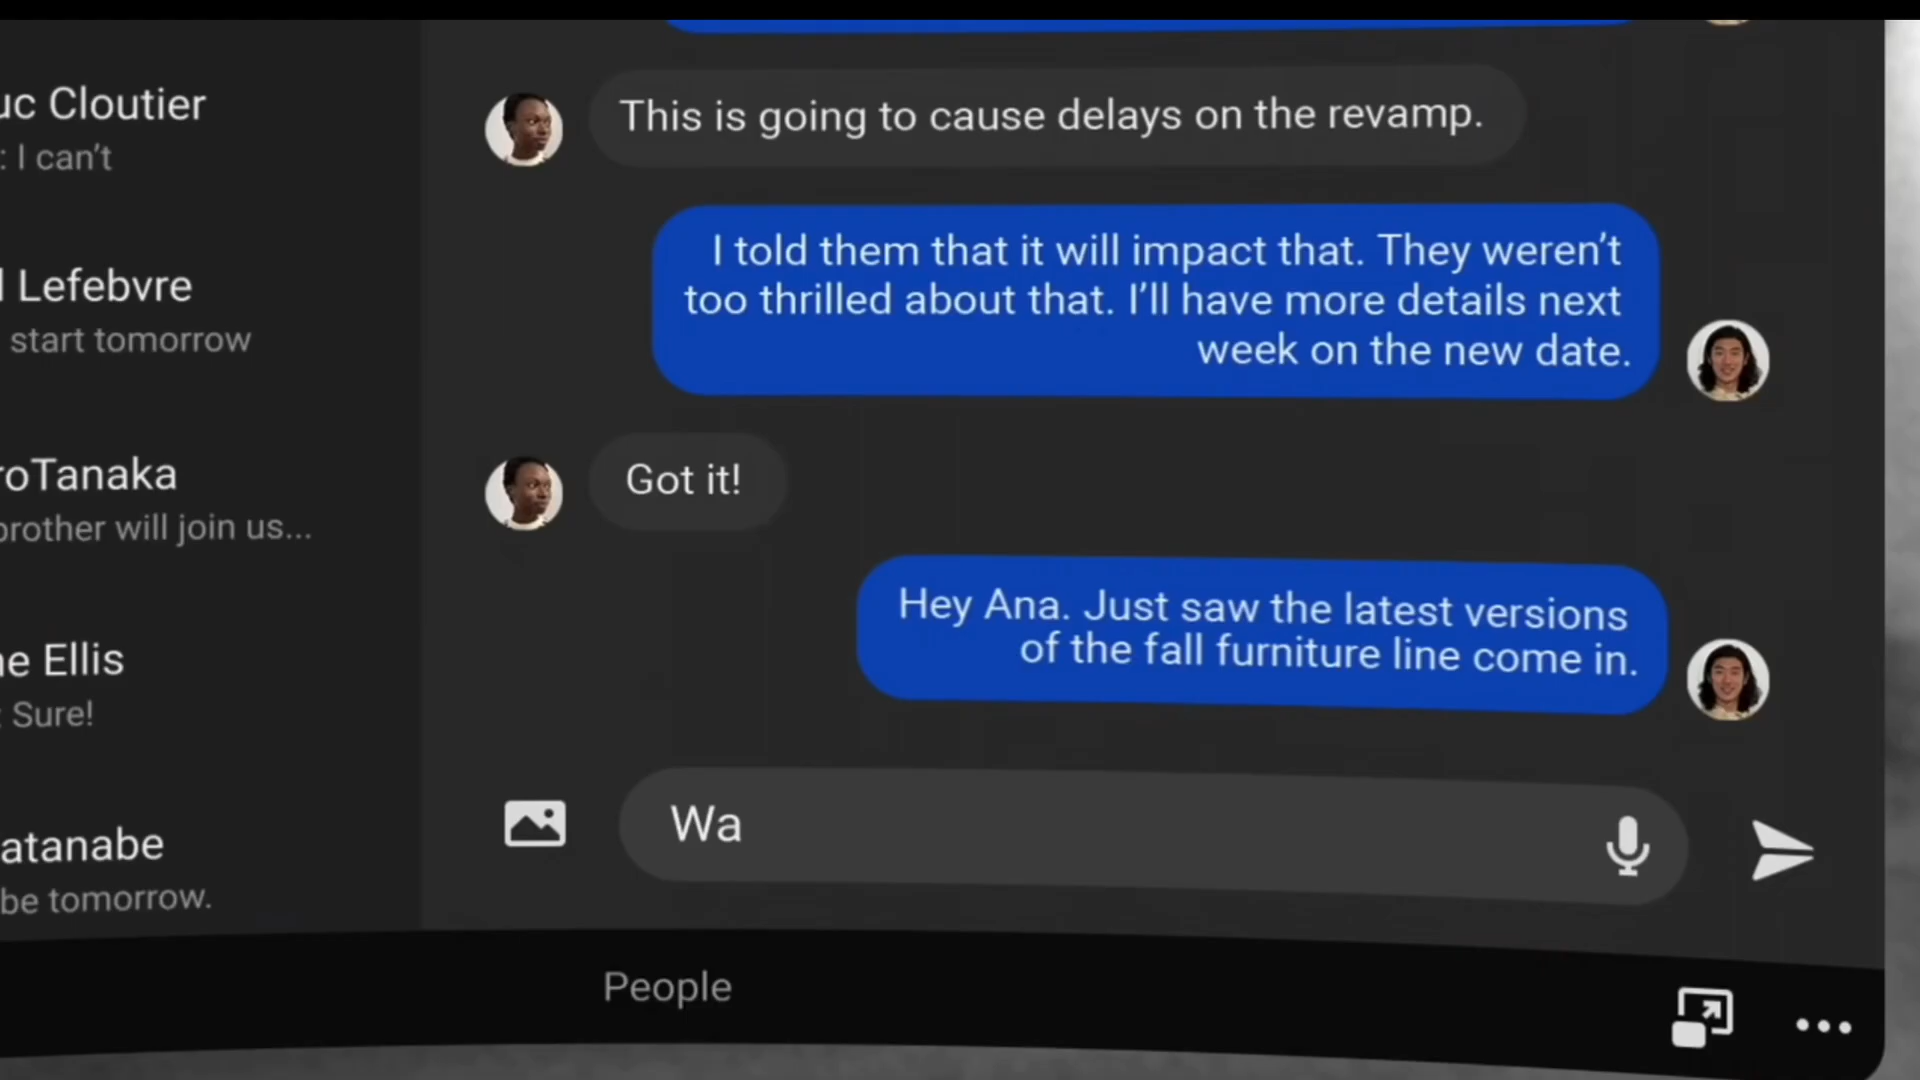 uc Cloutier
: I can't
l Lefebvre
start tomorrow
roTanaka
brother will join us...
ne Ellis
: Sure!
atanabe
be tomorrow.
This is going to cause delays on the revamp.
I told them that it will impact that. They weren't
too thrilled about that. I'll have more details next
week on the new date.
Got it!
Hey Ana. Just saw the latest versions
of the fall furniture line come in.
Wa
People